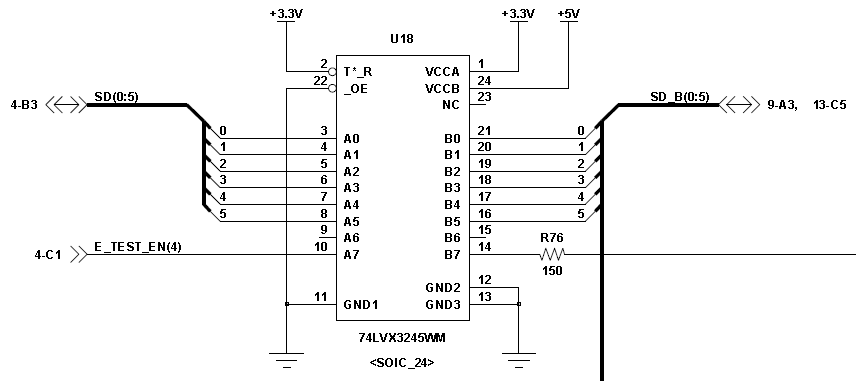 +3.3V +3.3V +5V
U18
2 T*_R VCCA 1
22 _OE VCCB 24
NC 23
4-B3 SD(0:5) SD_B(0:5) 9-A3, 13-C5
0 3 A0 B0 21 0
1 4 A1 B1 20 1
2 5 A2 B2 19 2
3 6 A3 B3 18 3
4 7 A4 B4 17 4
5 8 A5 B5 16 5
9 A6 B6 15
4-C1 E_TEST_EN(4) 10 A7 B7 14 R76
150
GND2 12
11 GND1 GND3 13
74LVX3245WM
<SOIC_24>